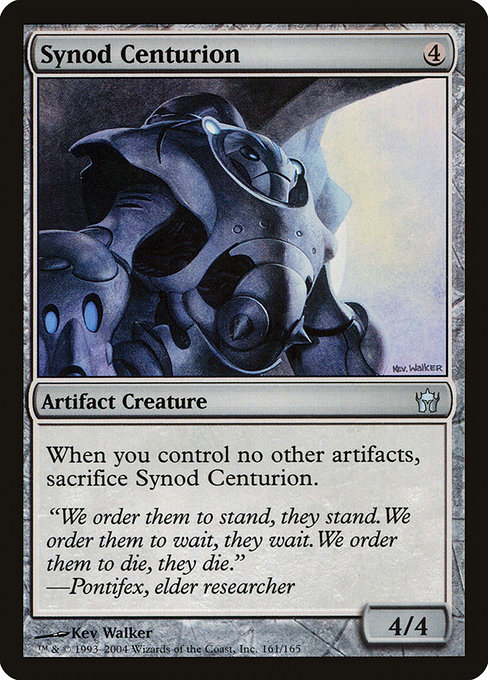 Synod Centurion 4
KEV. WALKER
Artifact Creature
When you control no other artifacts,
sacrifice Synod Centurion.
“We order them to stand, they stand. We
order them to wait, they wait. We order
them to die, they die.”
—Pontifex, elder researcher
Kev Walker
4/4
™ & © 1993–2004 Wizards of the Coast, Inc. 161/165